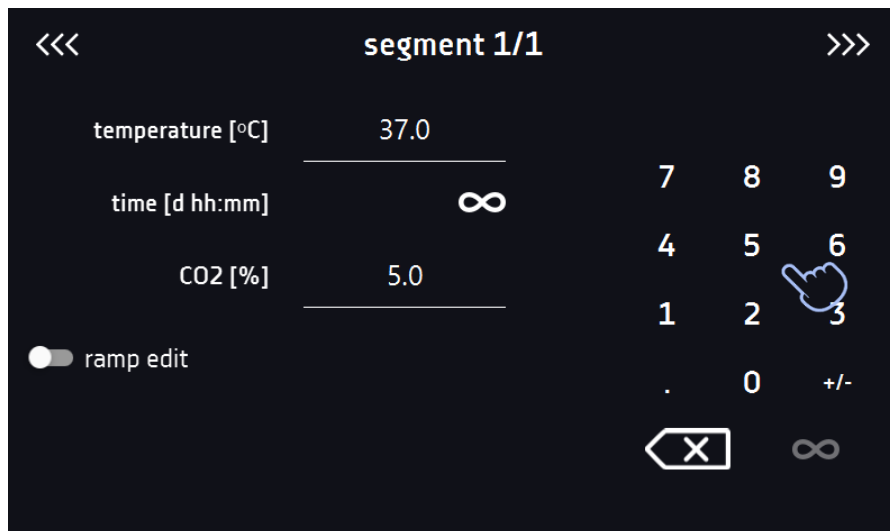 <<< segment 1/1 >>>
temperature [°C] 37.0
time [d hh:mm] ∞
CO2 [%] 5.0
ramp edit
7 8 9
4 5 6
1 2 3
. 0 +/-
X ∞